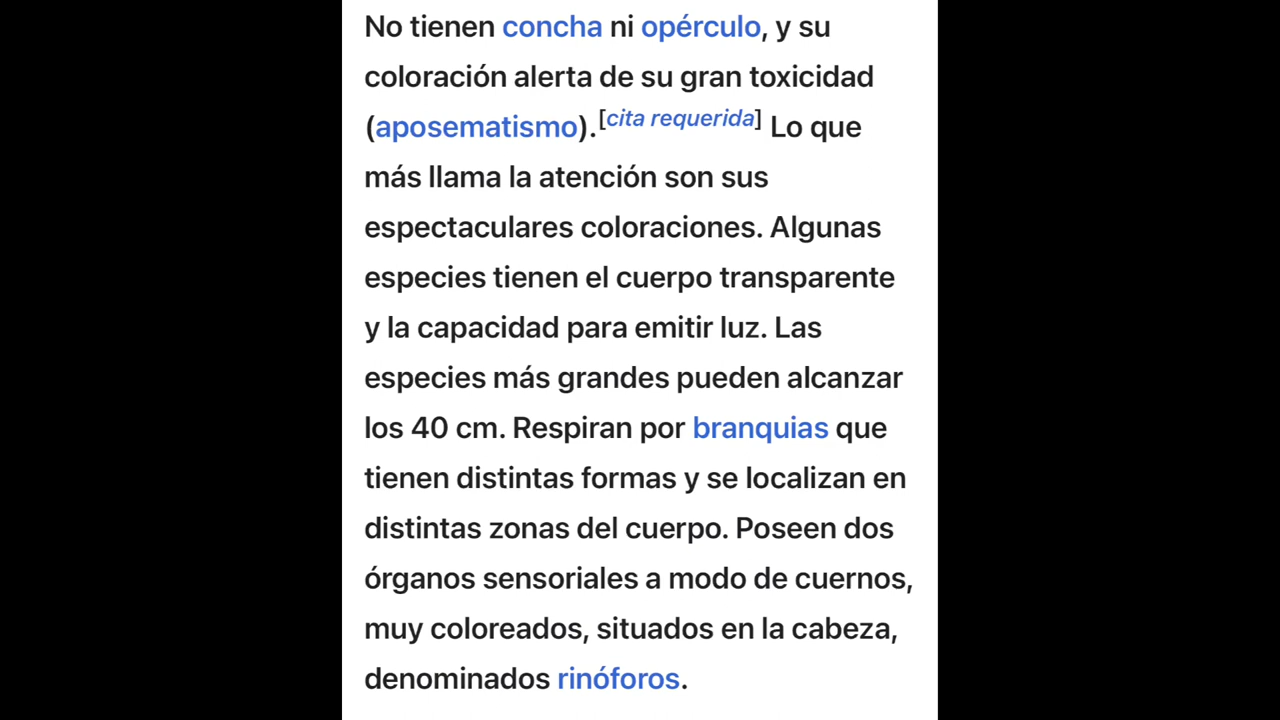 No tienen concha ni opérculo, y su
coloración alerta de su gran toxicidad
(aposematismo).[cita requerida] Lo que
más llama la atención son sus
espectaculares coloraciones. Algunas
especies tienen el cuerpo transparente
y la capacidad para emitir luz. Las
especies más grandes pueden alcanzar
los 40 cm. Respiran por branquias que
tienen distintas formas y se localizan en
distintas zonas del cuerpo. Poseen dos
órganos sensoriales a modo de cuernos,
muy coloreados, situados en la cabeza,
denominados rinóforos.